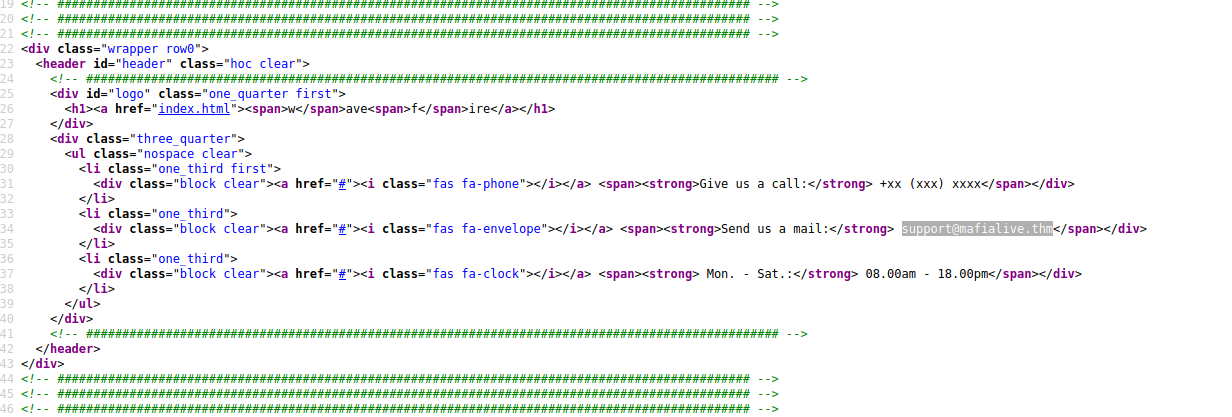 19 <!-- ################################################################################################ -->
20 <!-- ################################################################################################ -->
21 <!-- ################################################################################################ -->
22 <div class="wrapper row0">
23   <header id="header" class="hoc clear">
24     <!-- ################################################################################################ -->
25     <div id="logo" class="one_quarter first">
26       <h1><a href="index.html"><span>w</span>ave<span>f</span>ire</a></h1>
27     </div>
28     <div class="three_quarter">
29       <ul class="nospace clear">
30         <li class="one_third first">
31           <div class="block clear"><a href="#"><i class="fas fa-phone"></i></a> <span><strong>Give us a call:</strong> +xx (xxx) xxxx</span></div>
32         </li>
33         <li class="one_third">
34           <div class="block clear"><a href="#"><i class="fas fa-envelope"></i></a> <span><strong>Send us a mail:</strong> support@mafialive.thm</span></div>
35         </li>
36         <li class="one_third">
37           <div class="block clear"><a href="#"><i class="fas fa-clock"></i></a> <span><strong> Mon. - Sat.:</strong> 08.00am - 18.00pm</span></div>
38         </li>
39       </ul>
40     </div>
41     <!-- ################################################################################################ -->
42   </header>
43 </div>
44 <!-- ################################################################################################ -->
45 <!-- ################################################################################################ -->
46 <!-- ################################################################################################ -->